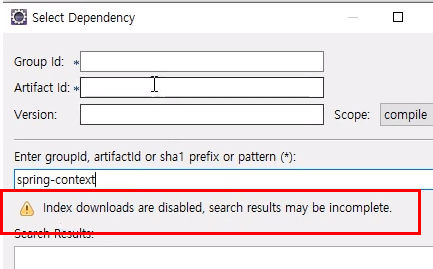 Select Dependency
Group Id: *
Artifact Id: *
Version: Scope: compile
Enter groupId, artifactId or sha1 prefix or pattern (*):
spring-context
Index downloads are disabled, search results may be incomplete.
Search Results: